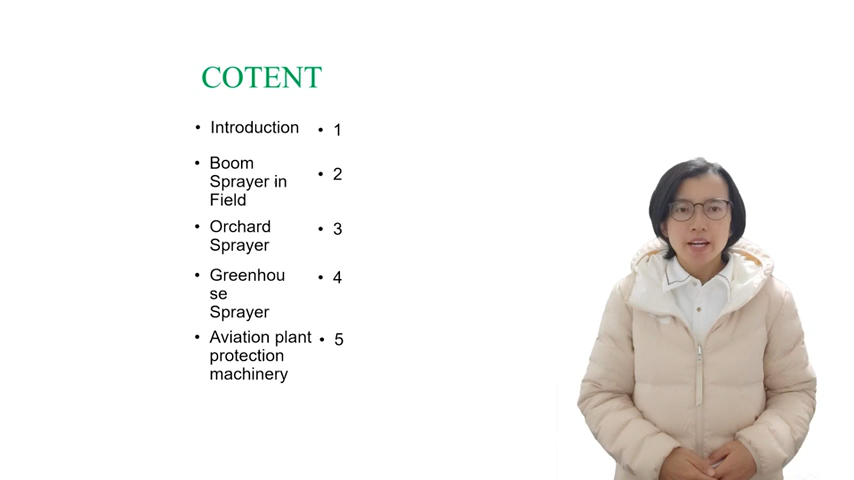 COTENT
• Introduction • 1
• Boom
Sprayer in • 2
Field
• Orchard • 3
Sprayer
• Greenhou • 4
se
Sprayer
• Aviation plant • 5
protection
machinery